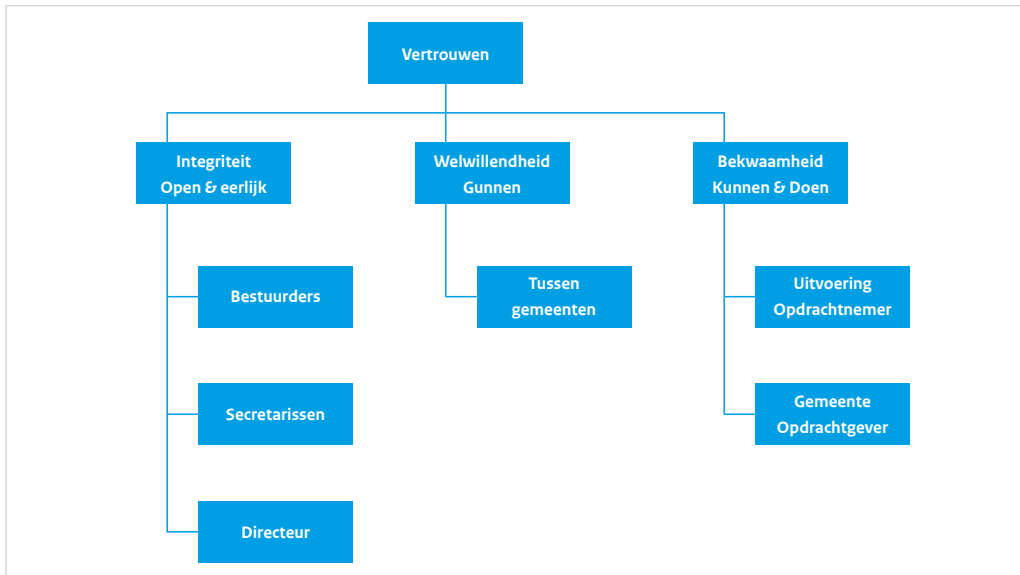 Vertrouwen
Integriteit
Open & eerlijk
Welwillendheid
Gunnen
Bekwaamheid
Kunnen & Doen
Bestuurders
Tussen
gemeenten
Uitvoering
Opdrachtnemer
Secretarissen
Gemeente
Opdrachtgever
Directeur